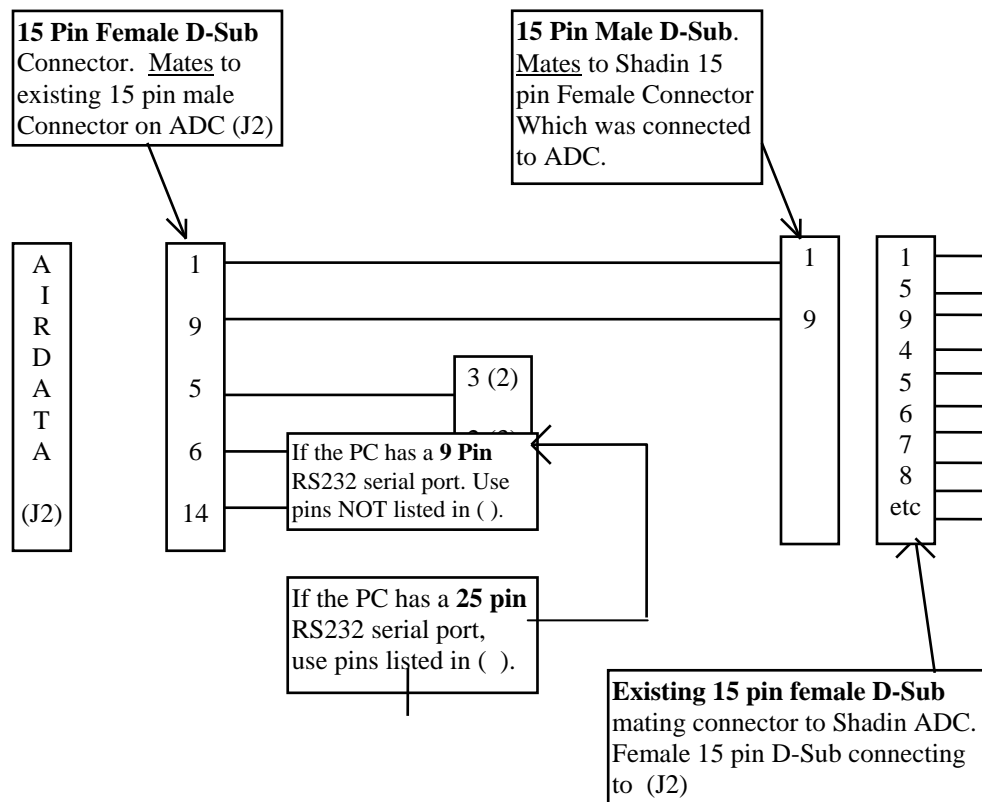 15 Pin Female D-Sub
Connector. Mates to
existing 15 pin male
Connector on ADC (J2)
15 Pin Male D-Sub.
Mates to Shadin 15
pin Female Connector
Which was connected
to ADC.
A
I
R
D
A
T
A
(J2)
1
9
5
6
14
3 (2)
If the PC has a 9 Pin
RS232 serial port. Use
pins NOT listed in ( ).
If the PC has a 25 pin
RS232 serial port,
use pins listed in ( ).
1
9
1
5
9
4
5
6
7
8
etc
Existing 15 pin female D-Sub
mating connector to Shadin ADC.
Female 15 pin D-Sub connecting
to (J2)